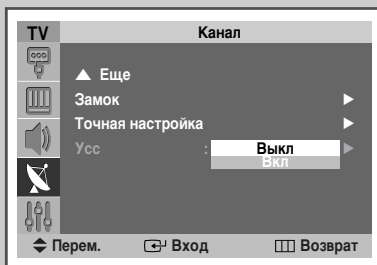 TV Канал
▲ Еще
Замок ▶
Точная настройка ▶
Усс : Выкл ▶
Вкл
Перем. Вход Возврат